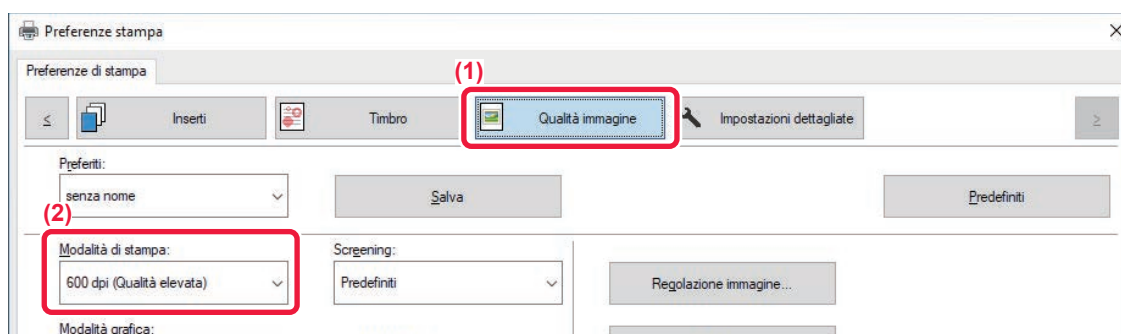 Preferenze stampa
Preferenze di stampa
(1)
< Inserti Timbro Qualità immagine Impostazioni dettagliate >
Preferiti:
senza nome Salva Predefiniti
(2)
Modalità di stampa: Screening:
600 dpi (Qualità elevata) Predefiniti Regolazione immagine...
Modalità grafica: